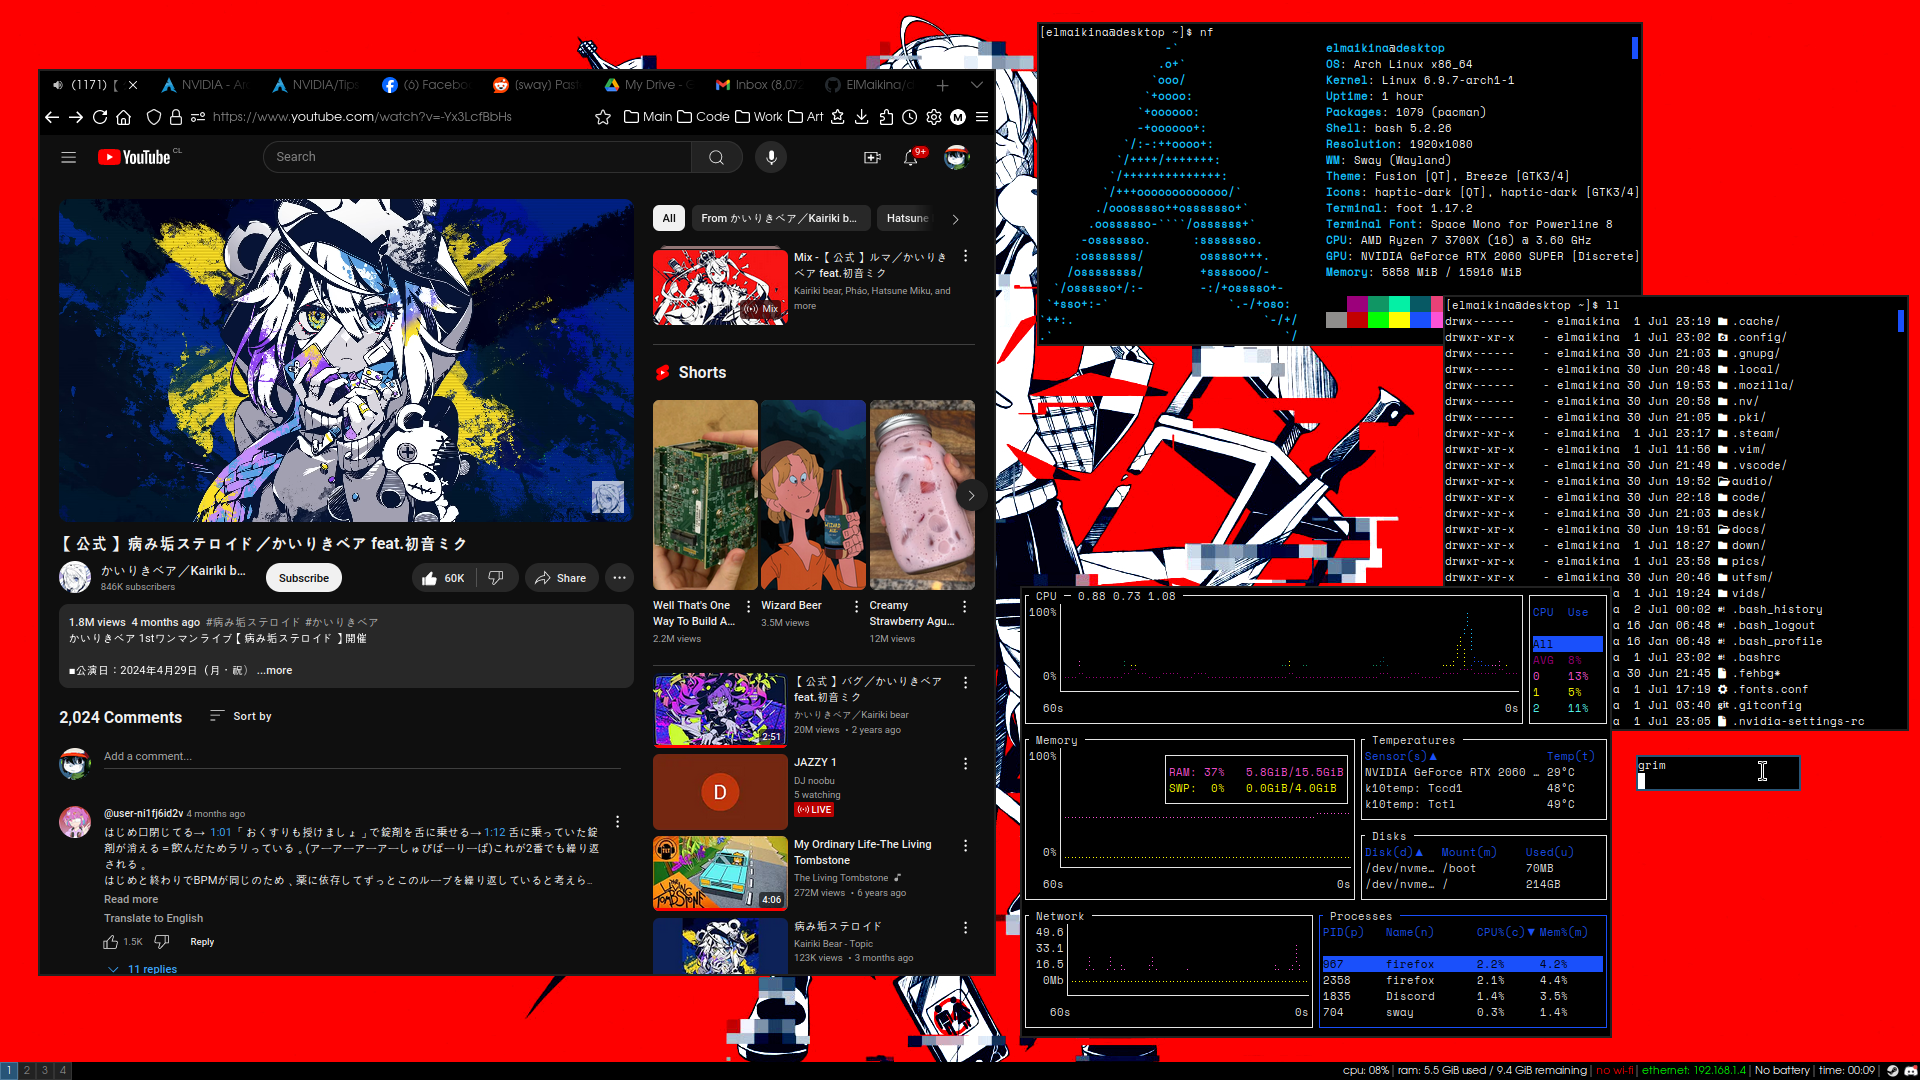 (1171) 【
NVIDIA - A
NVIDIA/Tips
(6) Facebo
(sway) Past
My Drive - G
Inbox (8,07
ElMaikina/d
https://www.youtube.com/watch?v=-Yx3LcfBbHs
Main
Code
Work
Art
M
YouTube CL
Search
9+
All
From かいりきベア／Kairiki b...
Hatsune
Mix -【 公式 】ルマ／かいりき
ベア feat.初音ミク
Kairiki bear, Pháo, Hatsune Miku, and
more
Mix
Shorts
Well That's One
Way To Build A...
2.2M views
Wizard Beer
3.5M views
Creamy
Strawberry Agu...
12M views
【 公式 】病み垢ステロイド ／かいりきベア feat.初音ミク
かいりきベア／Kairiki b...
846K subscribers
Subscribe
60K
Share
1.8M views  4 months ago  #病み垢ステロイド #かいりきベア
かいりきベア 1stワンマンライブ【 病み垢ステロイド 】開催
■公演日：2024年4月29日（月・祝） ...more
2,024 Comments
Sort by
Add a comment...
@user-ni1fj6id2v 4 months ago
はじめ口閉じてる→ 1:01「 おくすりも授けましょ 」で錠剤を舌に乗せる→1:12 舌に乗っていた錠
剤が消える＝飲んだためラリっている 。(アーアーアーアーしゅぴぱーりーぱ)これが2番でも繰り返
される 。
はじめと終わりでBPMが同じのため 、薬に依存してずっとこのループを繰り返していると考えら...
Read more
Translate to English
1.5K
Reply
11 replies
【 公式 】バグ／かいりきベア
feat.初音ミク
かいりきベア／Kairiki bear
20M views • 2 years ago
2:51
JAZZY 1
DJ noobu
5 watching
LIVE
D
My Ordinary Life-The Living
Tombstone
The Living Tombstone
272M views • 6 years ago
4:06
病み垢ステロイド
Kairiki Bear - Topic
123K views • 3 months ago
[elmaikina@desktop ~]$ nf
elmaikina@desktop
OS: Arch Linux x86_64
Kernel: Linux 6.9.7-arch1-1
Uptime: 1 hour
Packages: 1079 (pacman)
Shell: bash 5.2.26
Resolution: 1920x1080
WM: Sway (Wayland)
Theme: Fusion [QT], Breeze [GTK3/4]
Icons: haptic-dark [QT], haptic-dark [GTK3/4]
Terminal: foot 1.17.2
Terminal Font: Space Mono for Powerline 8
CPU: AMD Ryzen 7 3700X (16) @ 3.60 GHz
GPU: NVIDIA GeForce RTX 2060 SUPER [Discrete]
Memory: 5858 MiB / 15916 MiB
[elmaikina@desktop ~]$ ll
drwx------ - elmaikina 1 Jul 23:19 .cache/
drwxr-xr-x - elmaikina 1 Jul 23:02 .config/
drwx------ - elmaikina 30 Jun 21:03 .gnupg/
drwx------ - elmaikina 30 Jun 20:48 .local/
drwx------ - elmaikina 30 Jun 19:53 .mozilla/
drwx------ - elmaikina 30 Jun 20:58 .nv/
drwx------ - elmaikina 30 Jun 21:05 .pki/
drwxr-xr-x - elmaikina 1 Jul 23:17 .steam/
drwxr-xr-x - elmaikina 1 Jul 11:56 .vim/
drwxr-xr-x - elmaikina 30 Jun 21:49 .vscode/
drwxr-xr-x - elmaikina 30 Jun 19:52 audio/
drwxr-xr-x - elmaikina 30 Jun 22:18 code/
drwxr-xr-x - elmaikina 30 Jun 21:03 desk/
drwxr-xr-x - elmaikina 30 Jun 19:51 docs/
drwxr-xr-x - elmaikina 1 Jul 18:27 down/
drwxr-xr-x - elmaikina 1 Jul 23:58 pics/
drwxr-xr-x - elmaikina 30 Jun 20:46 utfsm/
a 1 Jul 19:24 vids/
a 2 Jul 00:02 .bash_history
a 16 Jan 06:48 .bash_logout
a 16 Jan 06:48 .bash_profile
a 1 Jul 23:02 .bashrc
a 30 Jun 21:45 .fehbg*
a 1 Jul 17:19 .fonts.conf
a 1 Jul 03:40 git .gitconfig
a 1 Jul 23:05 .nvidia-settings-rc
CPU — 0.88 0.73 1.08
100%
0%
60s 0s
CPU Use
All
AVG 8%
0 13%
1 5%
2 11%
Memory
100%
RAM: 37% 5.8GiB/15.5GiB
SWP: 0% 0.0GiB/4.0GiB
0%
60s 0s
Temperatures
Sensor(s)▲ Temp(t)
NVIDIA GeForce RTX 2060 … 29°C
k10temp: Tccd1 48°C
k10temp: Tctl 49°C
Disks
Disk(d)▲ Mount(m) Used(u)
/dev/nvme… /boot 70MB
/dev/nvme… / 214GB
Network
49.6
33.1
16.5
0Mb
60s 0s
Processes
PID(p) Name(n) CPU%(c)▼ Mem%(m)
967 firefox 2.2% 4.2%
2358 firefox 2.1% 4.4%
1835 Discord 1.4% 3.5%
704 sway 0.3% 1.4%
grim
1 2 3 4
cpu: 08% | ram: 5.5 GiB used / 9.4 GiB remaining | no wi-fi | ethernet: 192.168.1.4 | No battery | time: 00:09 |